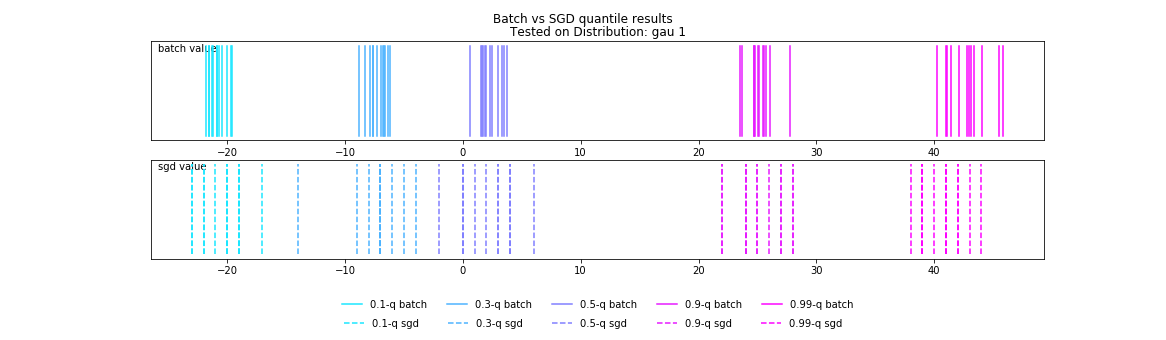 Batch vs SGD quantile results
Tested on Distribution: gau 1
batch value
−20 −10 0 10 20 30 40
sgd value
−20 −10 0 10 20 30 40
0.1-q batch 0.3-q batch 0.5-q batch 0.9-q batch 0.99-q batch
0.1-q sgd 0.3-q sgd 0.5-q sgd 0.9-q sgd 0.99-q sgd